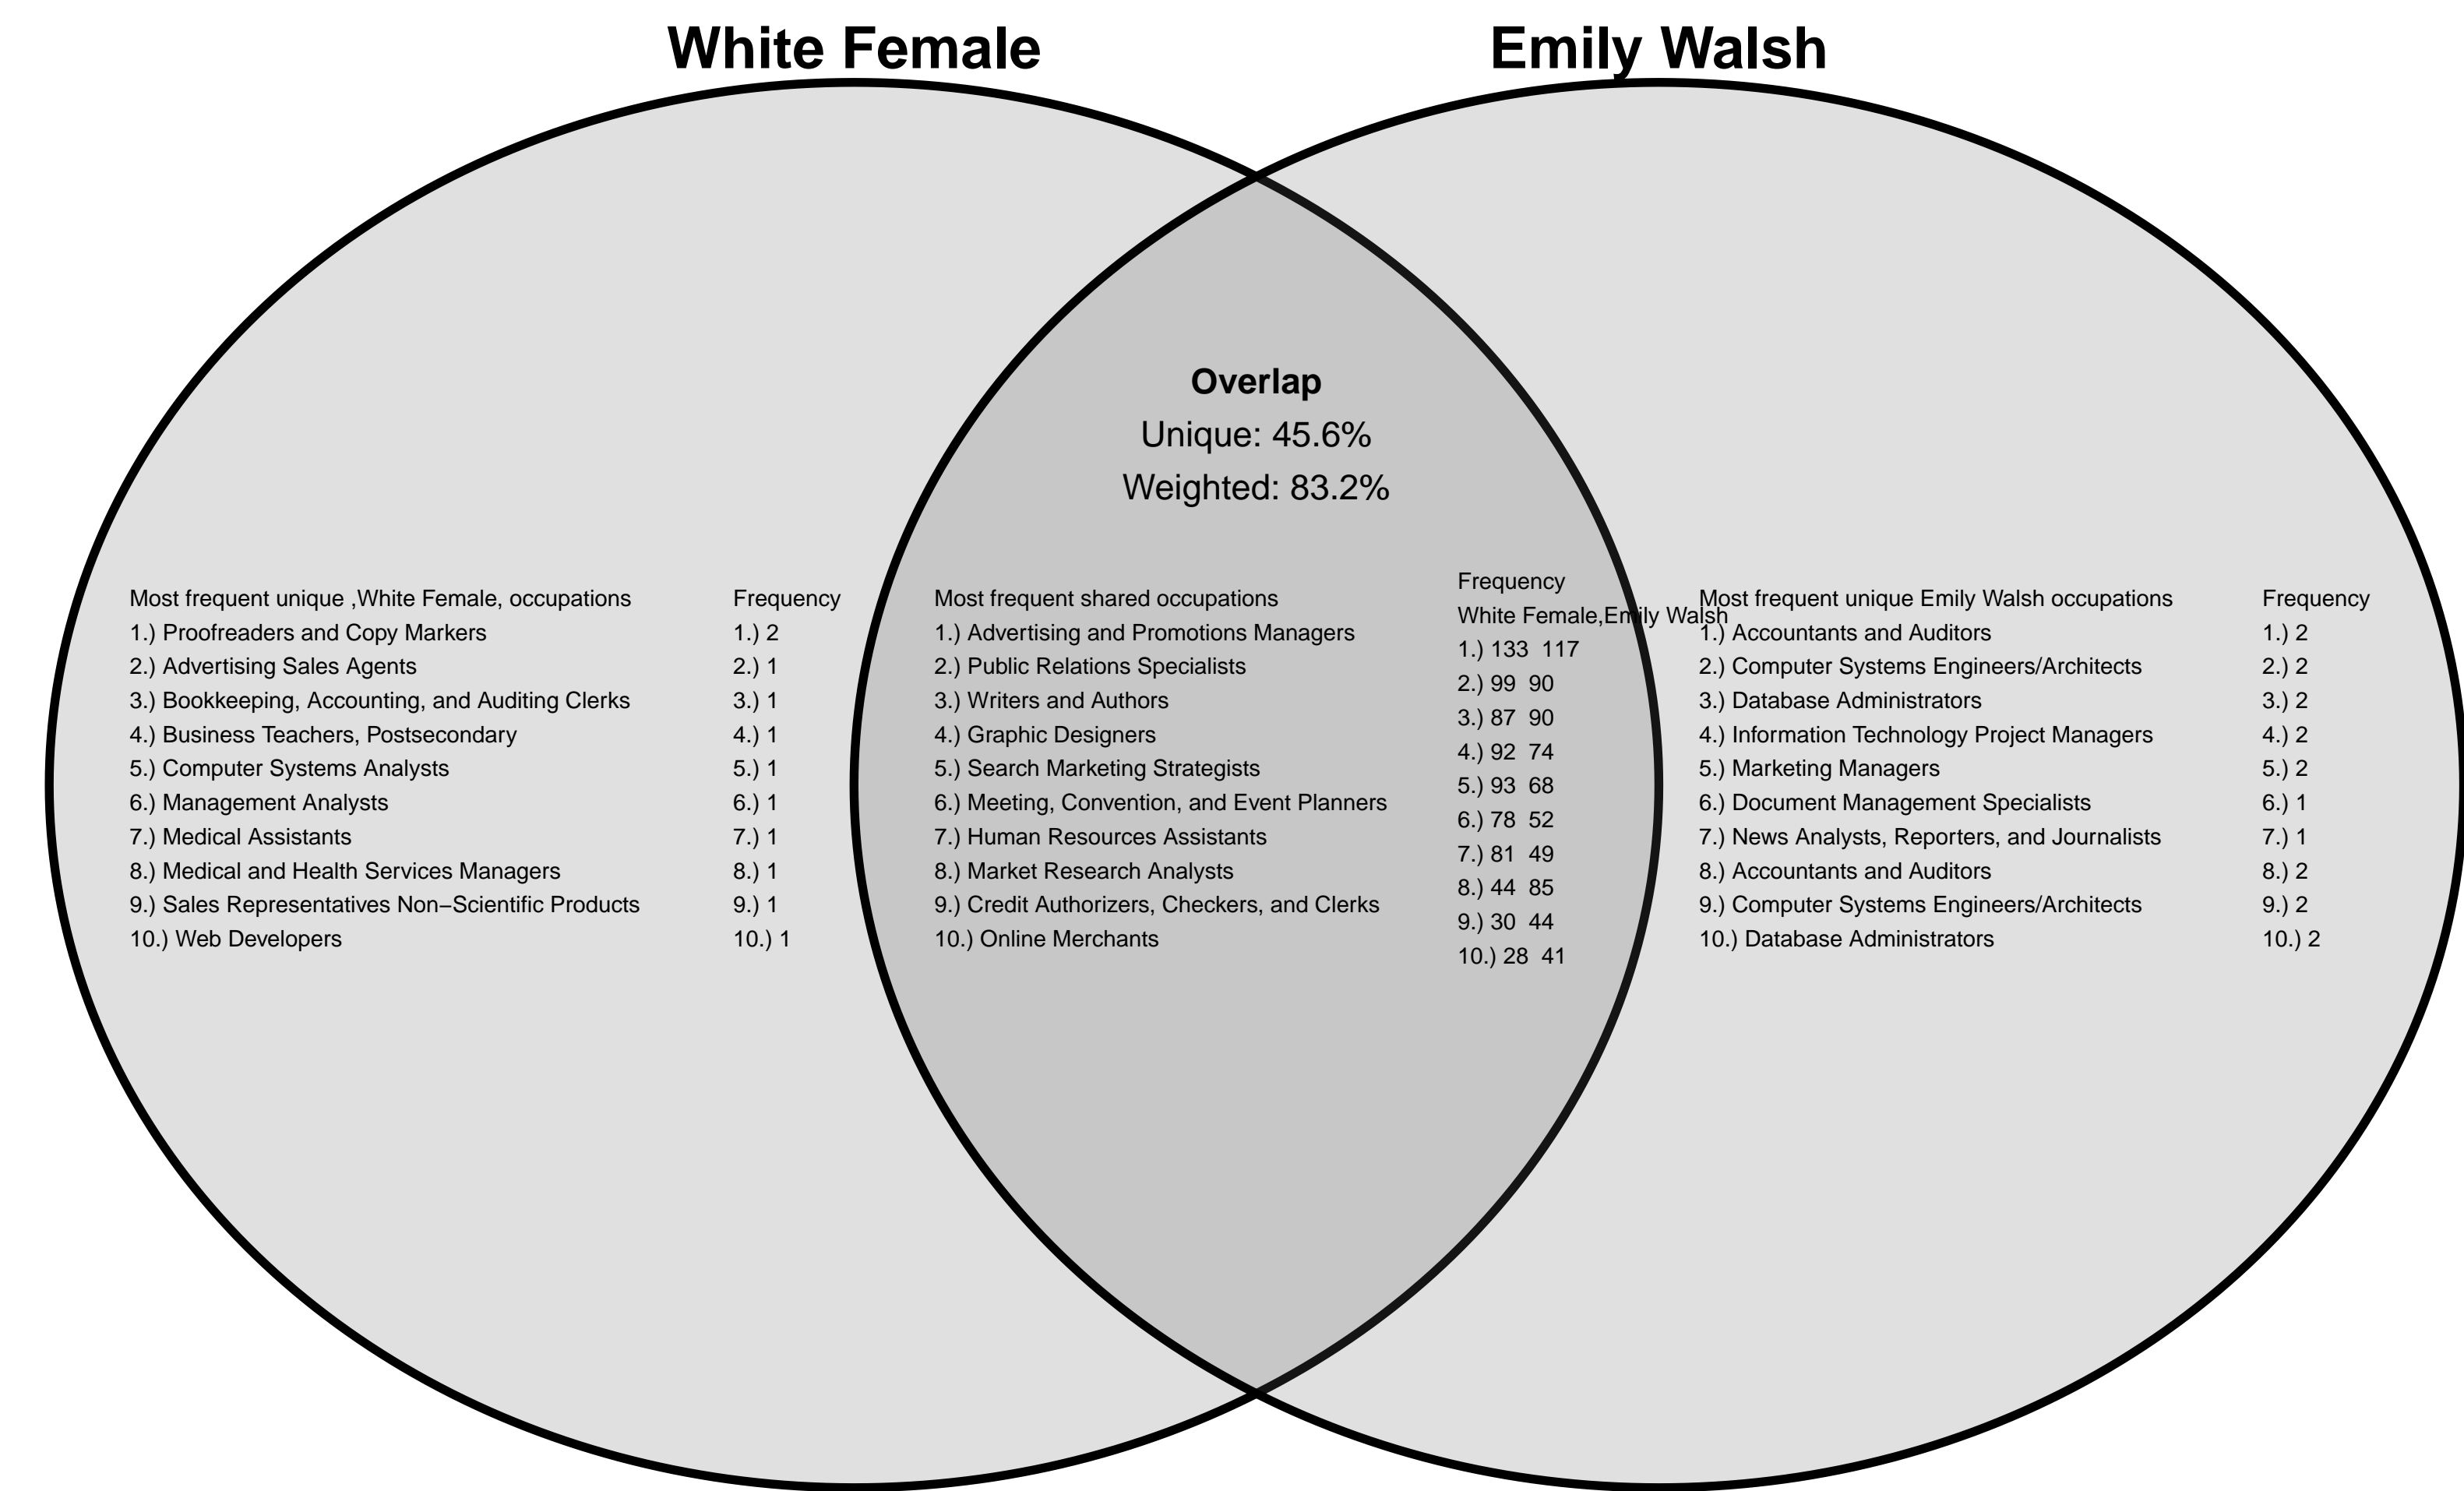 White Female
Emily Walsh
Overlap
Unique: 45.6%
Weighted: 83.2%
Most frequent unique ,White Female, occupations
1.) Proofreaders and Copy Markers
2.) Advertising Sales Agents
3.) Bookkeeping, Accounting, and Auditing Clerks
4.) Business Teachers, Postsecondary
5.) Computer Systems Analysts
6.) Management Analysts
7.) Medical Assistants
8.) Medical and Health Services Managers
9.) Sales Representatives Non−Scientific Products
10.) Web Developers
Frequency
1.) 2
2.) 1
3.) 1
4.) 1
5.) 1
6.) 1
7.) 1
8.) 1
9.) 1
10.) 1
Most frequent shared occupations
1.) Advertising and Promotions Managers
2.) Public Relations Specialists
3.) Writers and Authors
4.) Graphic Designers
5.) Search Marketing Strategists
6.) Meeting, Convention, and Event Planners
7.) Human Resources Assistants
8.) Market Research Analysts
9.) Credit Authorizers, Checkers, and Clerks
10.) Online Merchants
Frequency
White Female,Emily Walsh
1.) 133 117
2.) 99 90
3.) 87 90
4.) 92 74
5.) 93 68
6.) 78 52
7.) 81 49
8.) 44 85
9.) 30 44
10.) 28 41
Most frequent unique Emily Walsh occupations
1.) Accountants and Auditors
2.) Computer Systems Engineers/Architects
3.) Database Administrators
4.) Information Technology Project Managers
5.) Marketing Managers
6.) Document Management Specialists
7.) News Analysts, Reporters, and Journalists
8.) Accountants and Auditors
9.) Computer Systems Engineers/Architects
10.) Database Administrators
Frequency
1.) 2
2.) 2
3.) 2
4.) 2
5.) 2
6.) 1
7.) 1
8.) 2
9.) 2
10.) 2